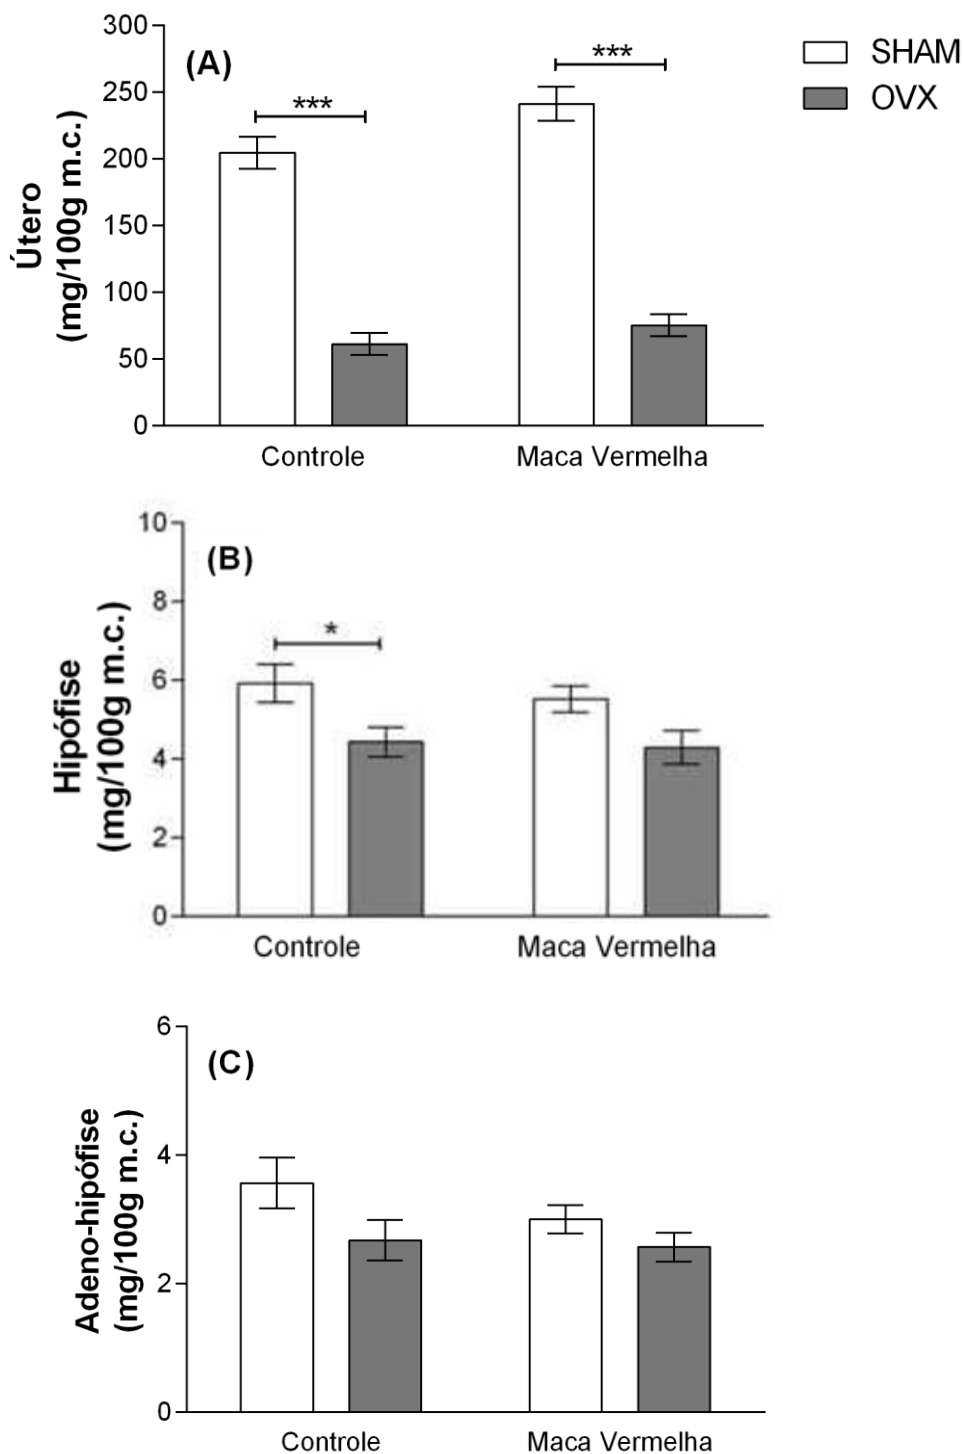 (A)
300
250
200
150
100
50
0
Útero
(mg/100g m.c.)
***
***
Controle
Maca Vermelha
SHAM
OVX
(B)
10
8
6
4
2
0
Hipófise
(mg/100g m.c.)
*
Controle
Maca Vermelha
(C)
6
4
2
0
Adeno-hipófise
(mg/100g m.c.)
Controle
Maca Vermelha